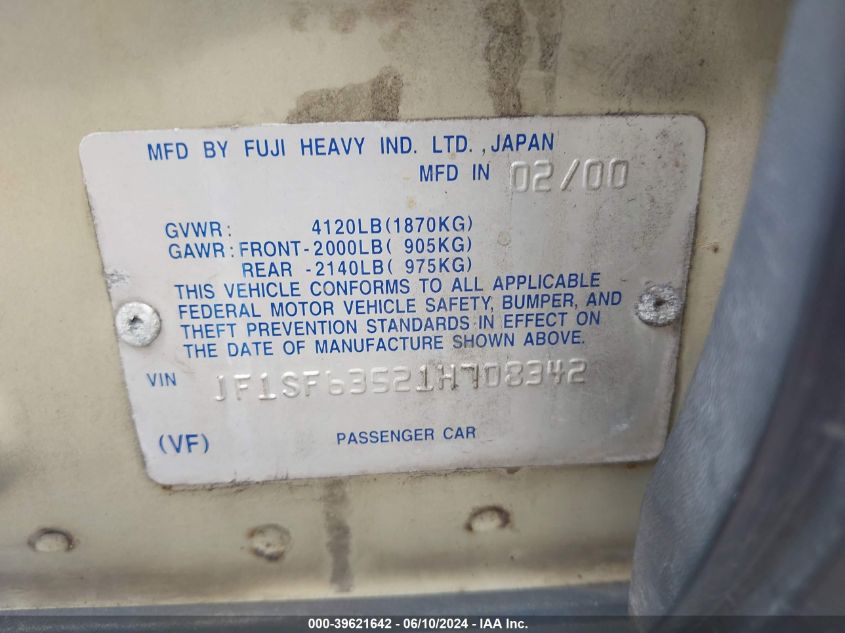 MFD BY FUJI HEAVY IND. LTD., JAPAN
MFD IN 02/00
GVWR: 4120LB(1870KG)
GAWR: FRONT-2000LB( 905KG)
REAR -2140LB( 975KG)
THIS VEHICLE CONFORMS TO ALL APPLICABLE
FEDERAL MOTOR VEHICLE SAFETY, BUMPER, AND
THEFT PREVENTION STANDARDS IN EFFECT ON
THE DATE OF MANUFACTURE SHOWN ABOVE.
VIN JF1SF6352YH708342
(VF) PASSENGER CAR
000-39621642 - 06/10/2024 - IAA Inc.